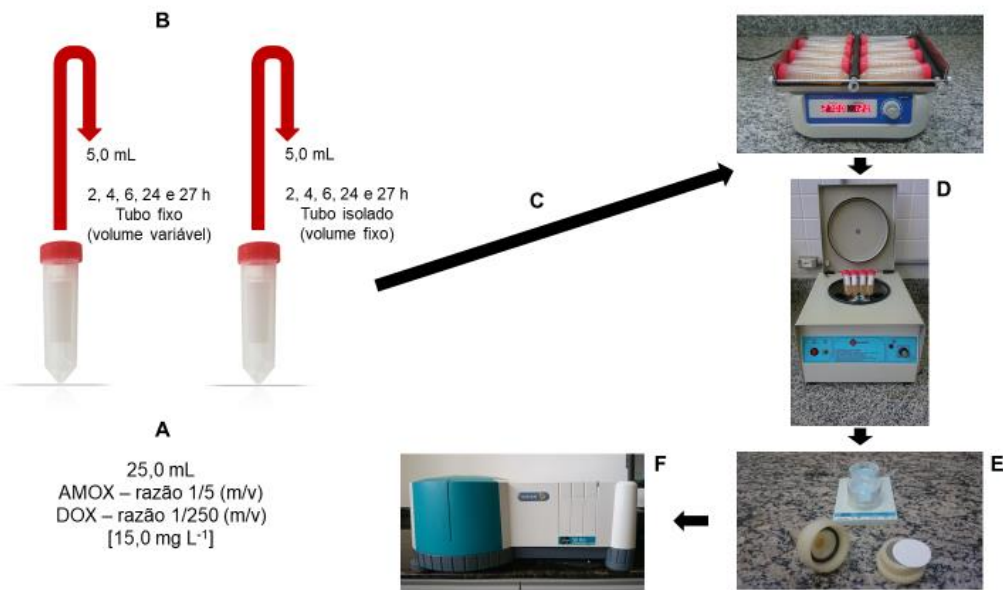 B
5,0 mL
2, 4, 6, 24 e 27 h
Tubo fixo
(volume variável)
5,0 mL
2, 4, 6, 24 e 27 h
Tubo isolado
(volume fixo)
C
D
A
25,0 mL
AMOX – razão 1/5 (m/v)
DOX – razão 1/250 (m/v)
[15,0 mg L⁻¹]
F
E